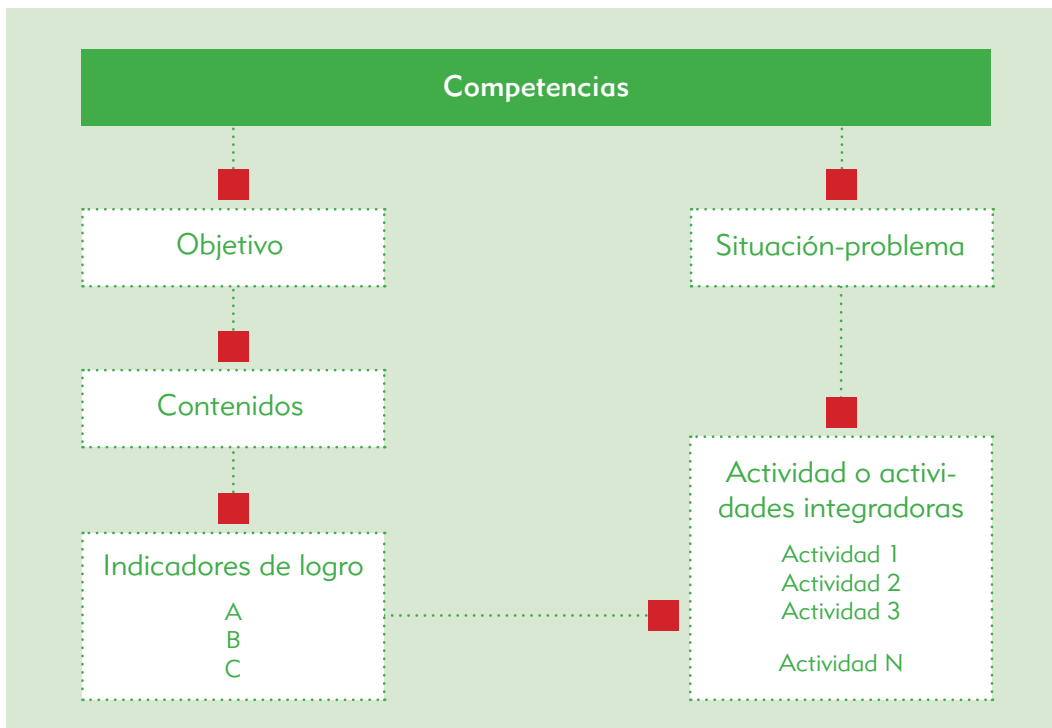 Competencias
Objetivo
Situación-problema
Contenidos
Actividad o activi-
dades integradoras
Actividad 1
Actividad 2
Actividad 3
Actividad N
Indicadores de logro
A
B
C